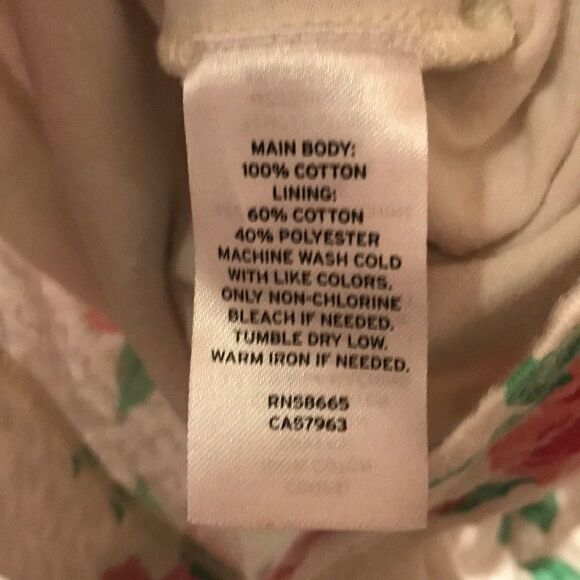 MAIN BODY:
100% COTTON
LINING:
60% COTTON
40% POLYESTER
MACHINE WASH COLD
WITH LIKE COLORS,
ONLY NON-CHLORINE
BLEACH IF NEEDED,
TUMBLE DRY LOW,
WARM IRON IF NEEDED,
RN58665
CA57963